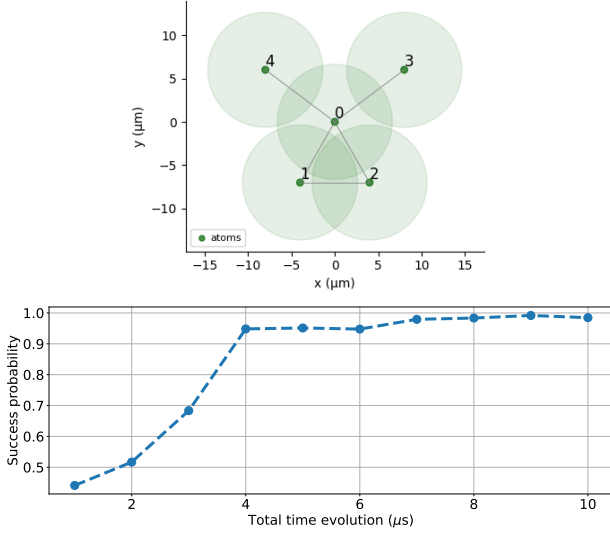 10
5
0
−5
−10
y (μm)
4
3
0
1
2
atoms
−15 −10 −5 0 5 10 15
x (μm)
1.0
0.9
0.8
0.7
0.6
0.5
Success probability
2 4 6 8 10
Total time evolution (μs)